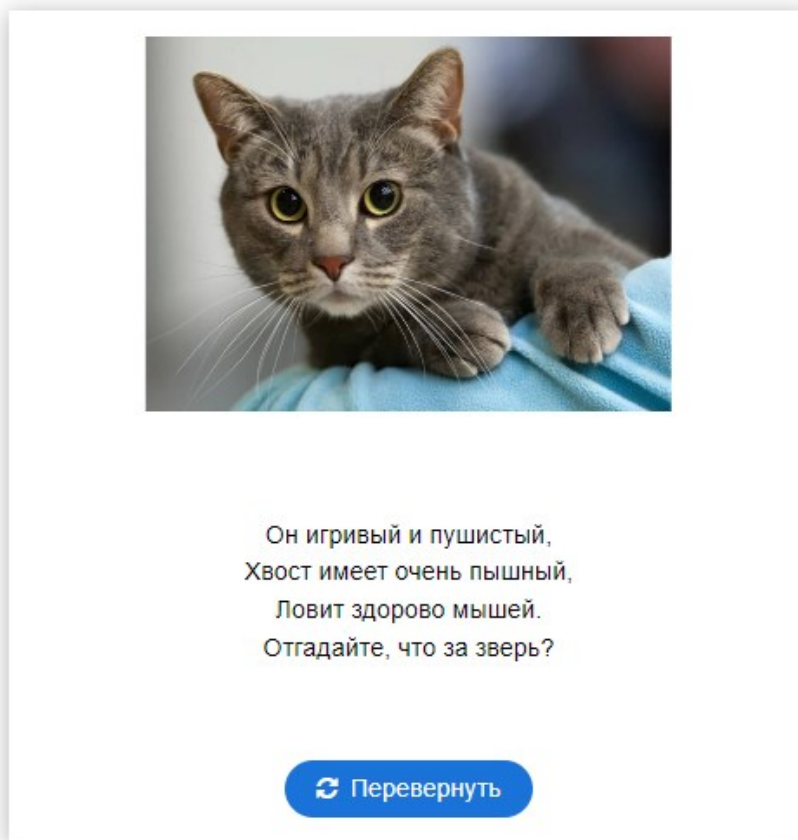 Он игривый и пушистый,
Хвост имеет очень пышный,
Ловит здорово мышей.
Отгадайте, что за зверь?
Перевернуть